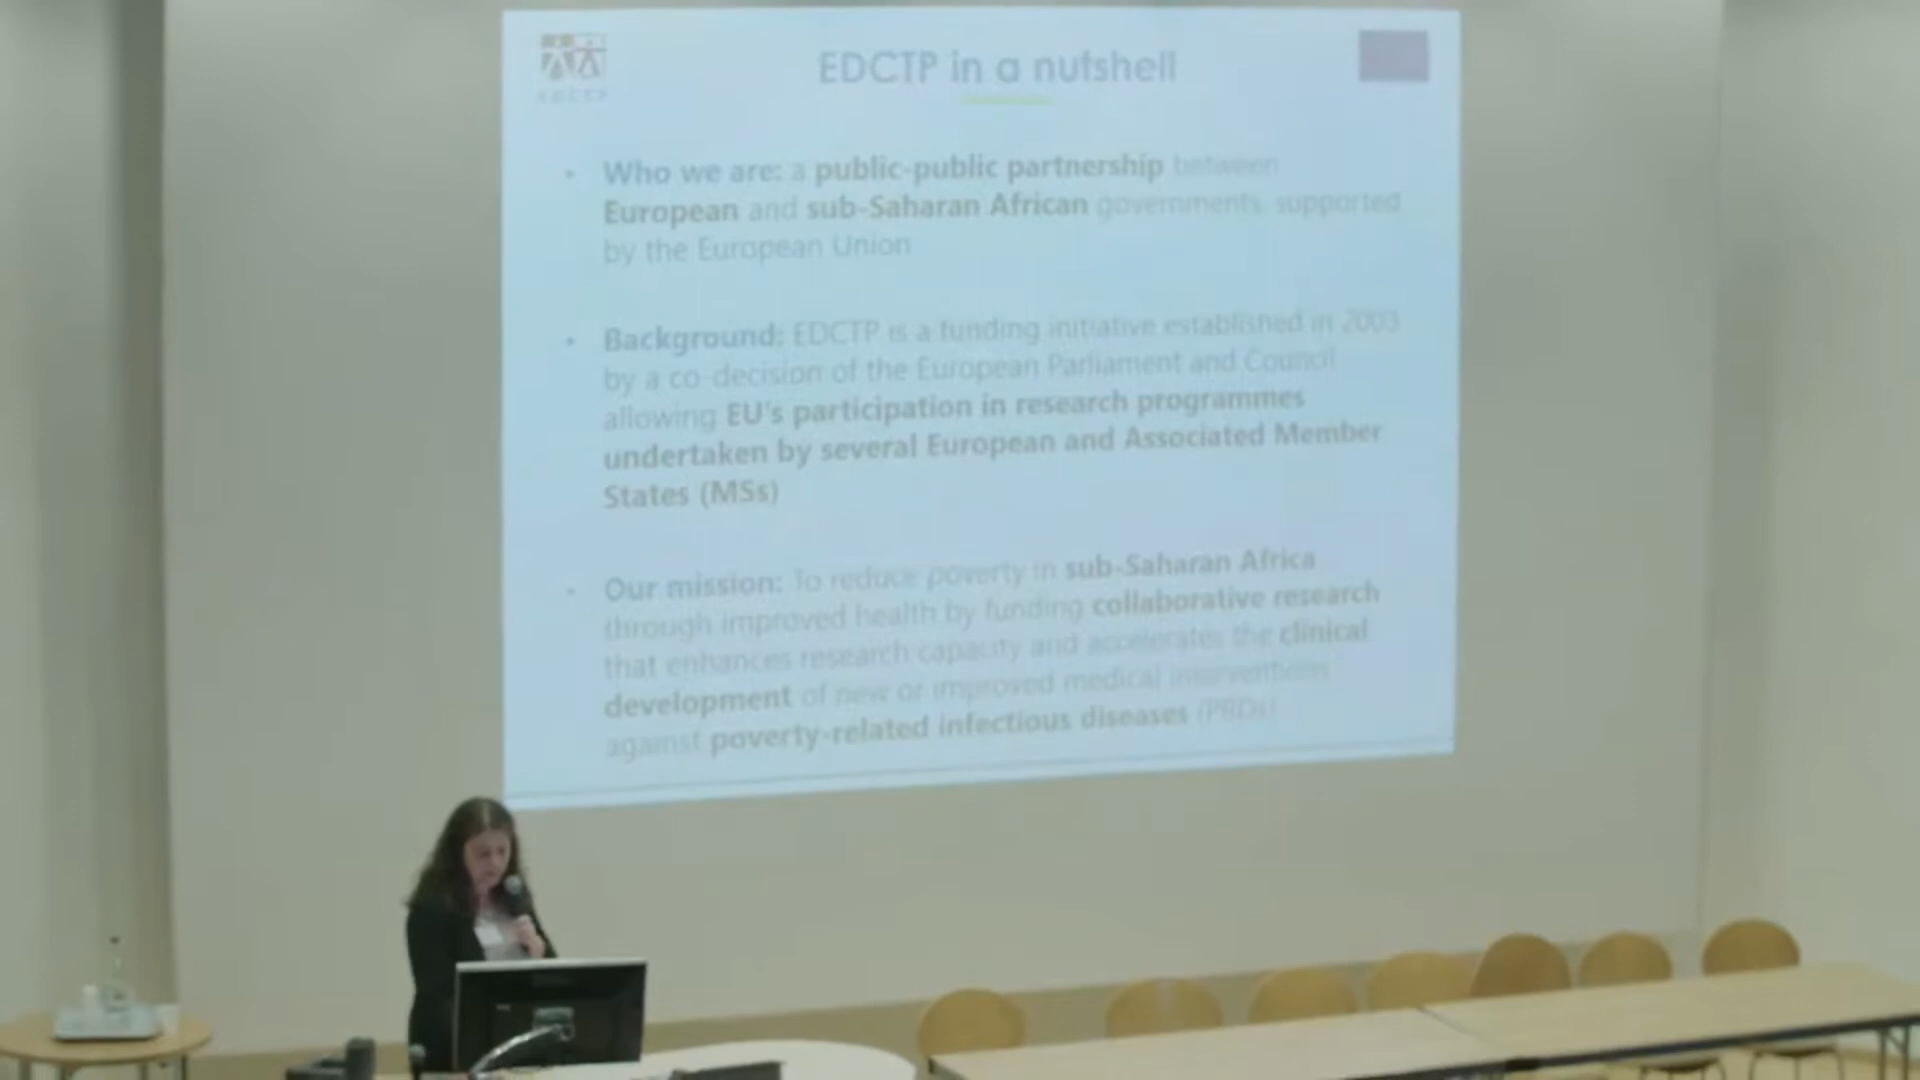 EDCTP
EDCTP in a nutshell
• Who we are: a public-public partnership between
European and sub-Saharan African governments, supported
by the European Union
• Background: EDCTP is a funding initiative established in 2003
by a co-decision of the European Parliament and Council
allowing EU's participation in research programmes
undertaken by several European and Associated Member
States (MSs)
• Our mission: To reduce poverty in sub-Saharan Africa
through improved health by funding collaborative research
that enhances research capacity and accelerates the clinical
development of new or improved medical interventions
against poverty-related infectious diseases (PRDs)